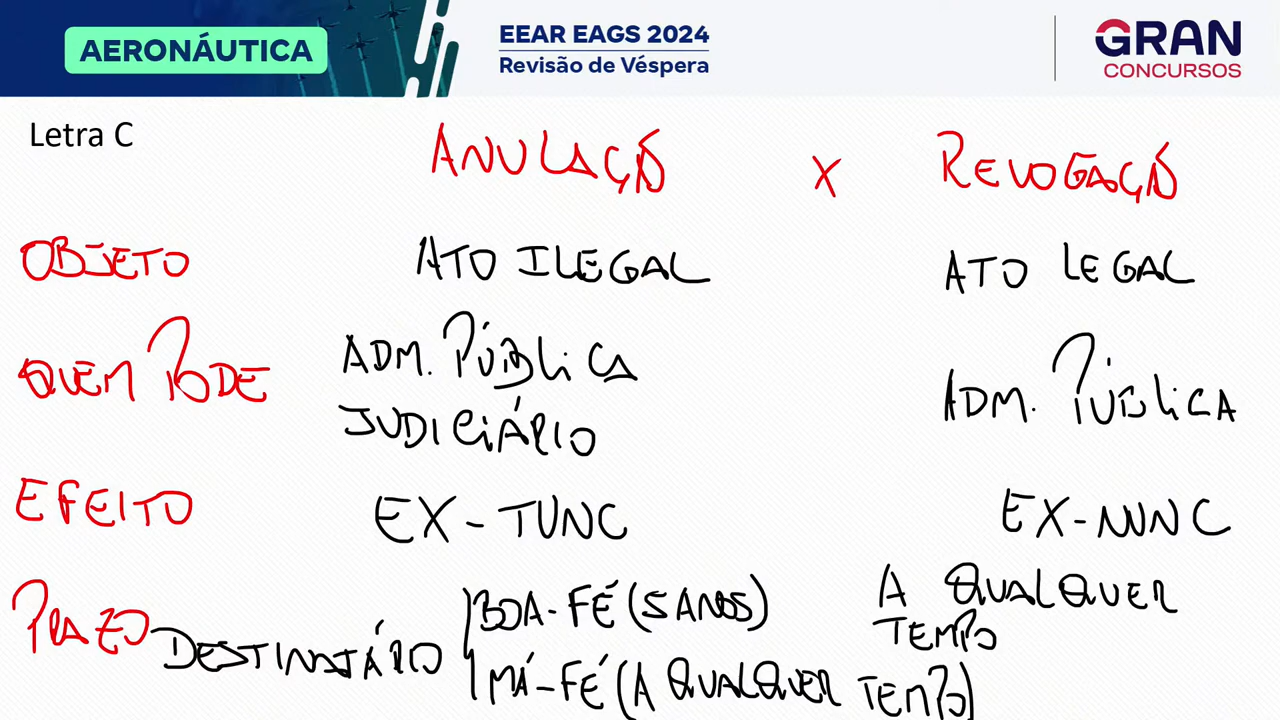 AERONÁUTICA
EEAR EAGS 2024
Revisão de Véspera
GRAN
CONCURSOS
Letra C
ANULAÇÃO X REVOGAÇÃO
OBJETO ATO ILEGAL ATO LEGAL
QUEM PODE ADM. PÚBLICA ADM. PÚBLICA
JUDICIÁRIO
EFEITO EX-TUNC EX-NUNC
PRAZO DESTINATÁRIO BOA-FÉ (5 ANOS) A QUALQUER
TEMPO
MÁ-FÉ (A QUALQUER TEMPO)